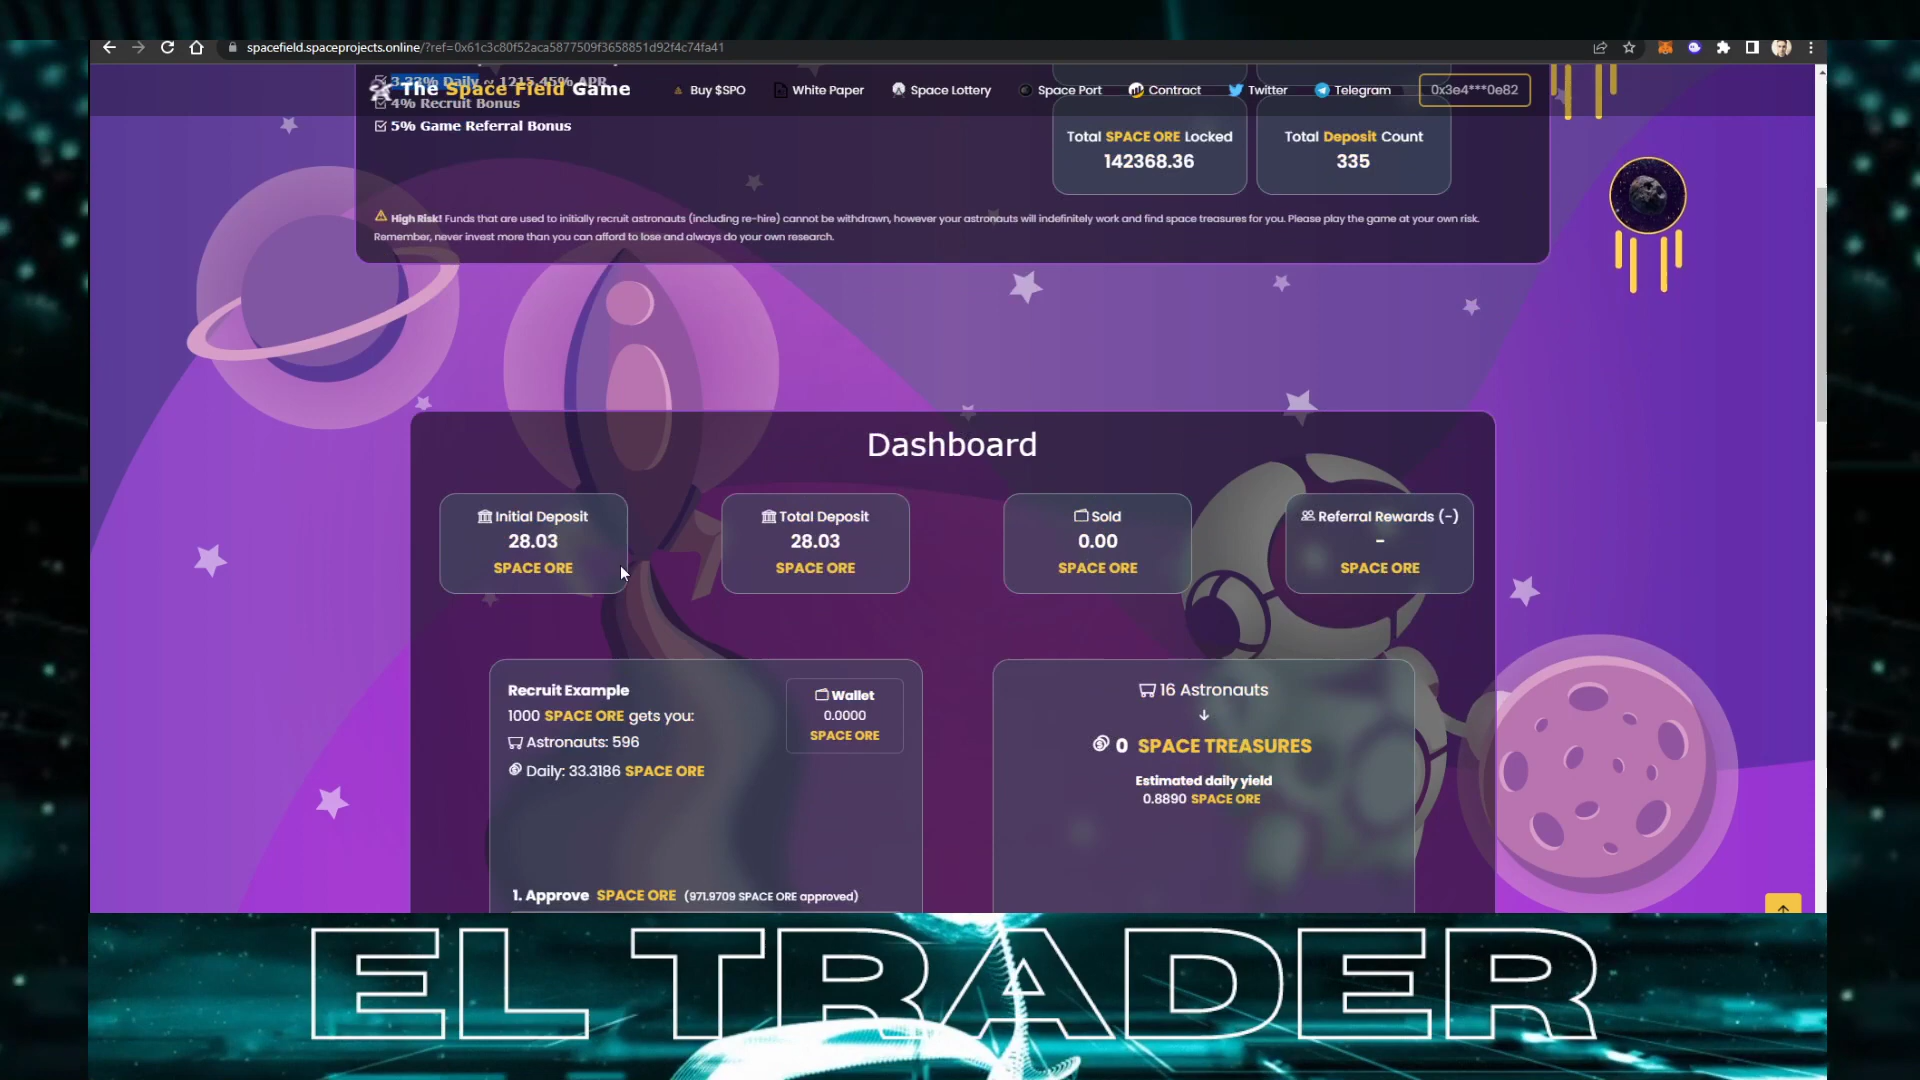 spacefield.spaceprojects.online/?ref=0x61c3c80f52aca5877509f3658851d92f4c74fa41
3.33% Daily ~ 1215.45% APR
The Space Field Game
Buy $SPO
White Paper
Space Lottery
Space Port
Contract
Twitter
Telegram
0x3e4***0e82
4% Recruit Bonus
5% Game Referral Bonus
Total SPACE ORE Locked
142368.36
Total Deposit Count
335
High Risk! Funds that are used to initially recruit astronauts (including re-hire) cannot be withdrawn, however your astronauts will indefinitely work and find space treasures for you. Please play the game at your own risk.
Remember, never invest more than you can afford to lose and always do your own research.
Dashboard
Initial Deposit
28.03
SPACE ORE
Total Deposit
28.03
SPACE ORE
Sold
0.00
SPACE ORE
Referral Rewards (-)
-
SPACE ORE
Recruit Example
1000 SPACE ORE gets you:
Astronauts: 596
Daily: 33.3186 SPACE ORE
Wallet
0.0000
SPACE ORE
1. Approve SPACE ORE (971.9709 SPACE ORE approved)
16 Astronauts
0 SPACE TREASURES
Estimated daily yield
0.8890 SPACE ORE
EL TRADER